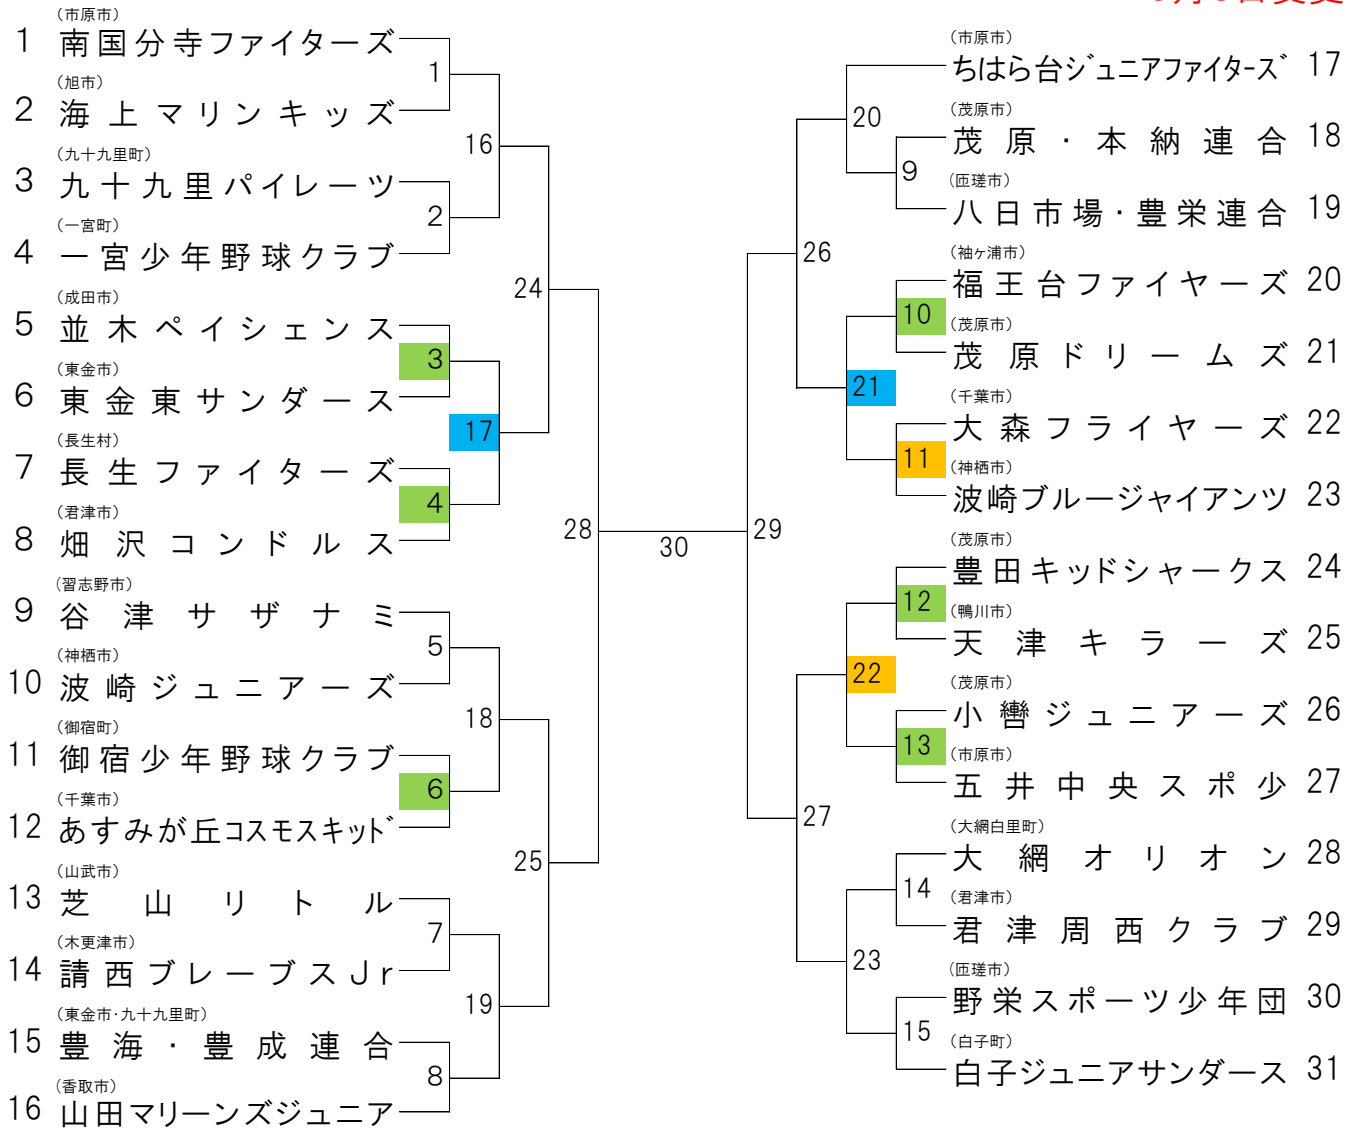 (市原市)
1 南国分寺ファイターズ
(旭市)
2 海上マリンキッズ
(九十九里町)
3 九十九里パイレーツ
(一宮町)
4 一宮少年野球クラブ
(成田市)
5 並木ペイシェンス
(東金市)
6 東金東サンダース
(長生村)
7 長生ファイターズ
(君津市)
8 畑沢コンドルス
(習志野市)
9 谷津サザナミ
(神栖市)
10 波崎ジュニアーズ
(御宿町)
11 御宿少年野球クラブ
(千葉市)
12 あすみが丘コスモスキッド
(山武市)
13 芝山リトル
(木更津市)
14 請西ブレーブスJr
(東金市・九十九里町)
15 豊海・豊成連合
(香取市)
16 山田マリーンズジュニア
1
2
3
4
5
6
7
8
16
17
18
19
24
25
28
30
29
26
27
20
21
22
23
9
10
11
12
13
14
15
(市原市)
ちはら台ジュニアファイターズ 17
(茂原市)
茂原・本納連合 18
(匝瑳市)
八日市場・豊栄連合 19
(袖ヶ浦市)
福王台ファイヤーズ 20
(茂原市)
茂原ドリームズ 21
(千葉市)
大森フライヤーズ 22
(神栖市)
波崎ブルージャイアンツ 23
(茂原市)
豊田キッドシャークス 24
(鴨川市)
天津キラーズ 25
(茂原市)
小轡ジュニアーズ 26
(市原市)
五井中央スポ少 27
(大網白里町)
大網オリオン 28
(君津市)
君津周西クラブ 29
(匝瑳市)
野栄スポーツ少年団 30
(白子町)
白子ジュニアサンダース 31